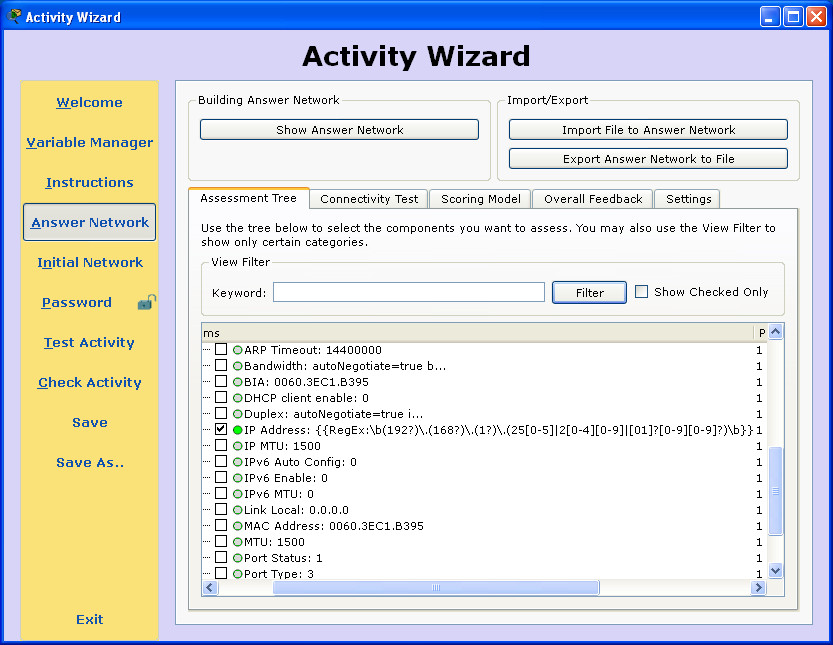 Activity Wizard
Activity Wizard
Welcome
Variable Manager
Instructions
Answer Network
Initial Network
Password
Test Activity
Check Activity
Save
Save As..
Exit
Building Answer Network
Show Answer Network
Import/Export
Import File to Answer Network
Export Answer Network to File
Assessment Tree
Connectivity Test
Scoring Model
Overall Feedback
Settings
Use the tree below to select the components you want to assess. You may also use the View Filter to
show only certain categories.
View Filter
Keyword:
Filter
Show Checked Only
ms P
ARP Timeout: 14400000 1
Bandwidth: autoNegotiate=true b... 1
BIA: 0060.3EC1.B395 1
DHCP client enable: 0 1
Duplex: autoNegotiate=true i... 1
IP Address: {{RegEx:\b(192?)\.(168?)\.(1?)\.(25[0-5]|2[0-4][0-9]|[01]?[0-9][0-9]?)\b}} 1
IP MTU: 1500 1
IPv6 Auto Config: 0 1
IPv6 Enable: 0 1
IPv6 MTU: 0 1
Link Local: 0.0.0.0 1
MAC Address: 0060.3EC1.B395 1
MTU: 1500 1
Port Status: 1 1
Port Type: 3 1